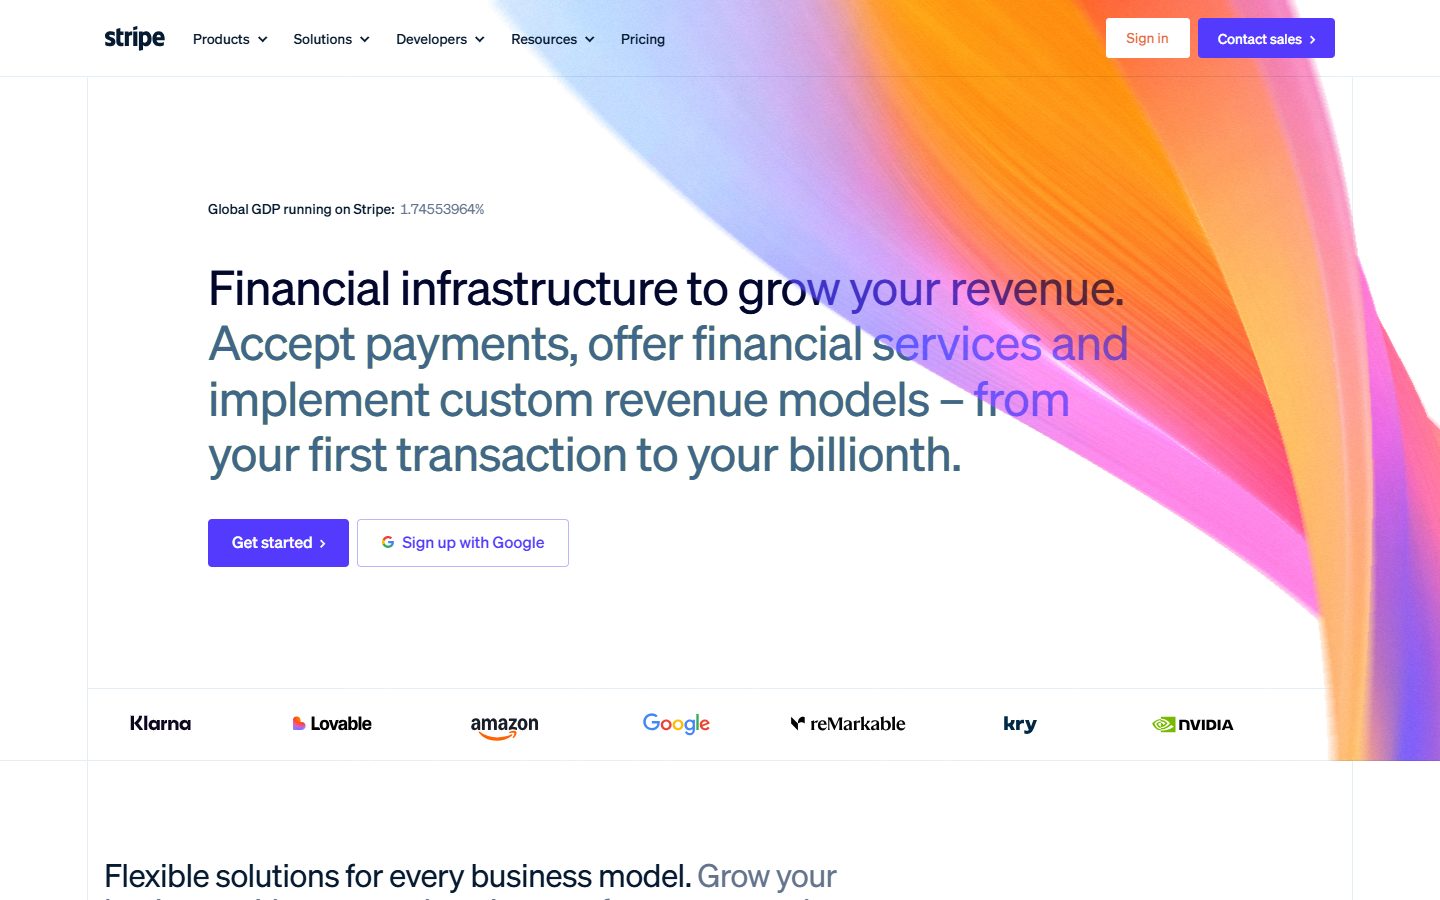 stripe Products Solutions Developers Resources Pricing Sign in Contact sales
Global GDP running on Stripe: 1.74553964%
Financial infrastructure to grow your revenue.
Accept payments, offer financial services and
implement custom revenue models – from
your first transaction to your billionth.
Get started Sign up with Google
Klarna Lovable amazon Google reMarkable kry NVIDIA
Flexible solutions for every business model. Grow your